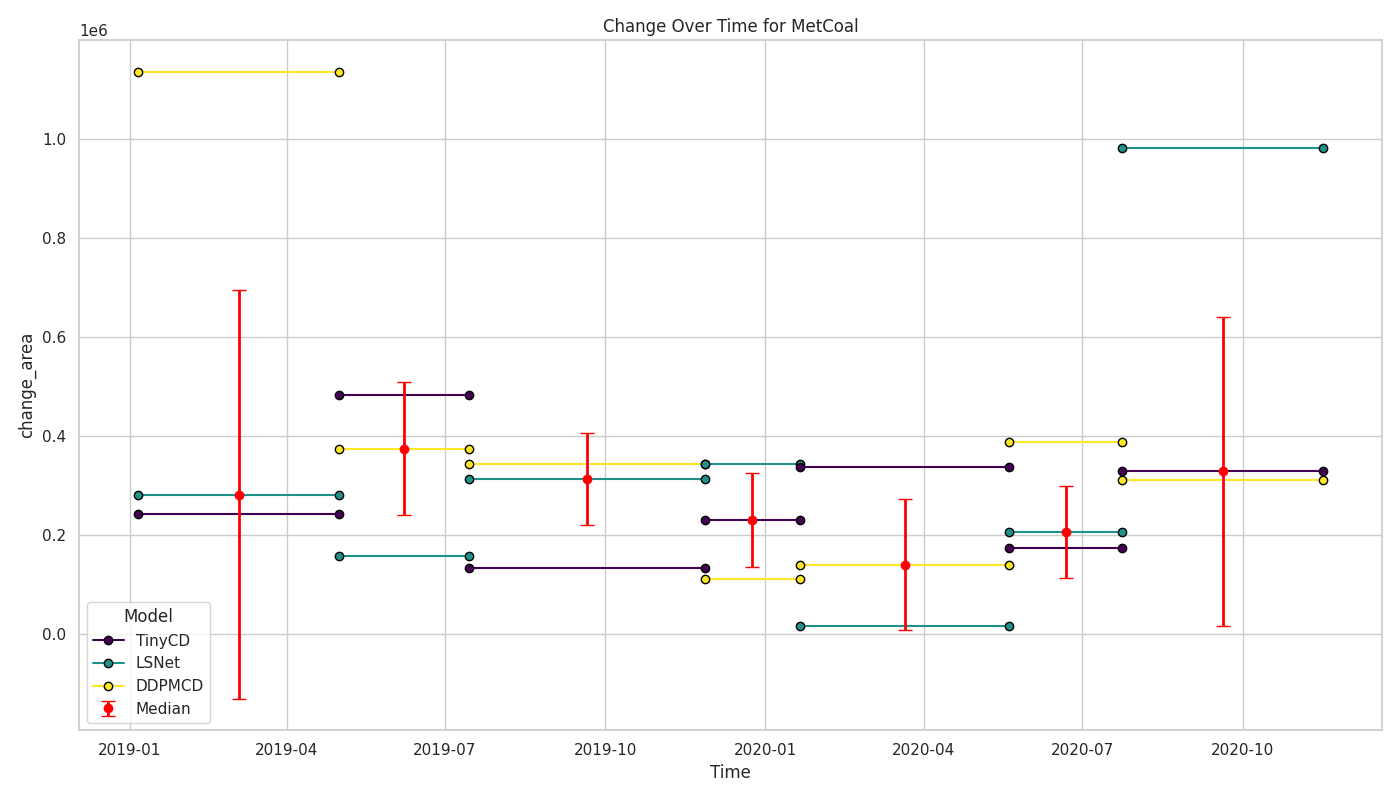 Change Over Time for MetCoal
1e6
1.0
0.8
0.6
0.4
0.2
0.0
change_area
Model
TinyCD
LSNet
DDPMCD
Median
2019-01
2019-04
2019-07
2019-10
2020-01
2020-04
2020-07
2020-10
Time